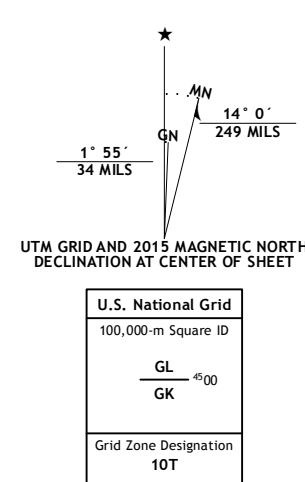 ★
MN
GN
14° 0´
249 MILS
1° 55´
34 MILS
UTM GRID AND 2015 MAGNETIC NORTH
DECLINATION AT CENTER OF SHEET
U.S. National Grid
100,000-m Square ID
GL
4500
GK
Grid Zone Designation
10T